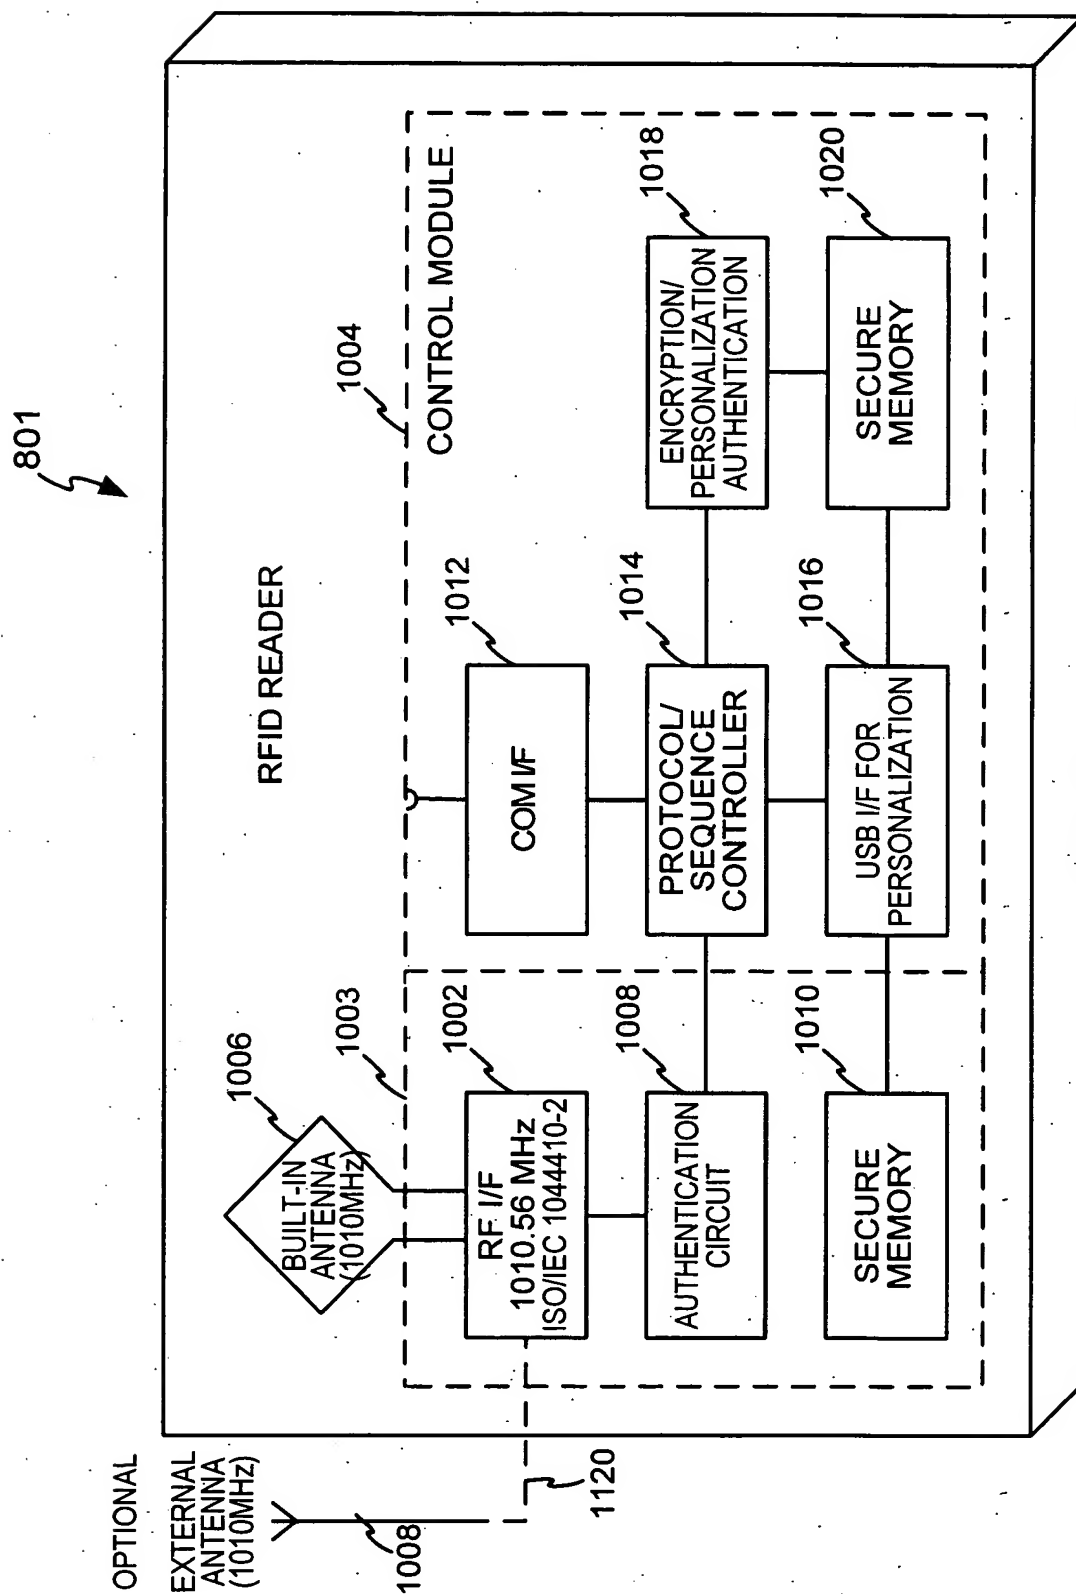 801
RFID READER
1004
CONTROL MODULE
OPTIONAL
EXTERNAL
ANTENNA
(1010MHz)
1008
1120
1006
BUILT-IN
ANTENNA
(1010MHz)
1003
1002
RF I/F
1010.56 MHz
ISO/IEC 1044410-2
1012
COM I/F
1008
AUTHENTICATION
CIRCUIT
1014
PROTOCOL/
SEQUENCE
CONTROLLER
1018
ENCRYPTION/
PERSONALIZATION
AUTHENTICATION
1010
SECURE
MEMORY
1016
USB I/F FOR
PERSONALIZATION
1020
SECURE
MEMORY